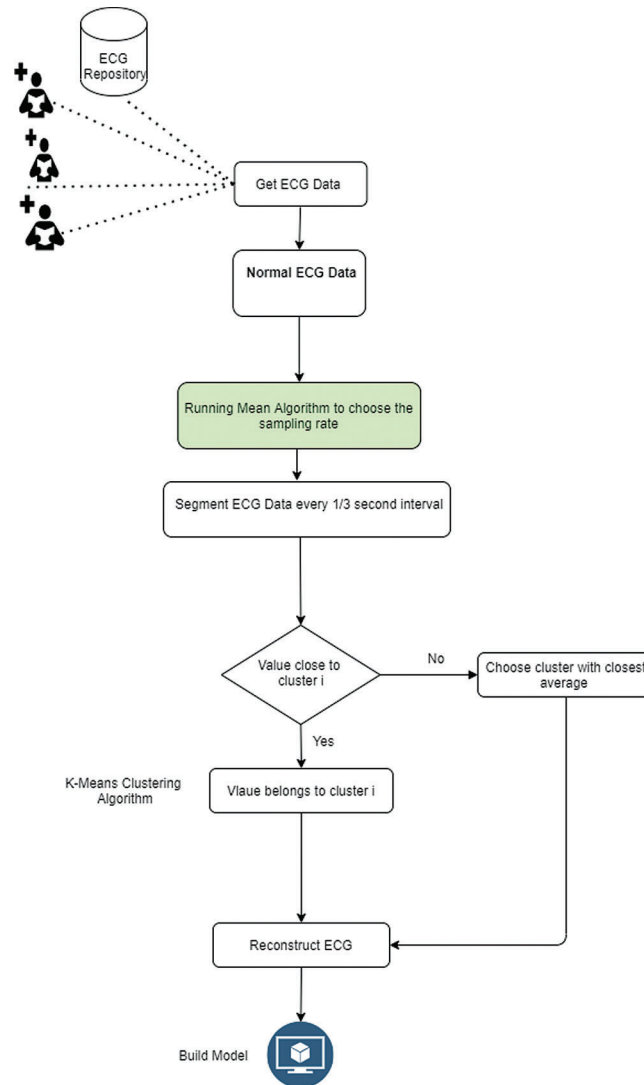 ECG
Repository
Get ECG Data
Normal ECG Data
Running Mean Algorithm to choose the
sampling rate
Segment ECG Data every 1/3 second interval
Value close to
cluster i
No
Choose cluster with closest
average
Yes
K-Means Clustering
Algorithm
Vlaue belongs to cluster i
Reconstruct ECG
Build Model